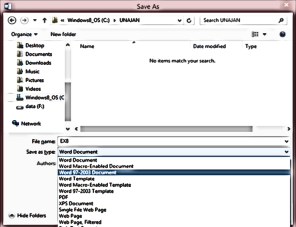 Save As
Windows8_OS (C:) ▸ UNAJAN
Search UNAJAN
Organize
New folder
Desktop
Documents
Downloads
Music
Pictures
Videos
Windows8_OS (C
data (F:)
Network
Name
Date modified
Type
No items match your search.
File name: EXB
Save as type: Word Document
Authors:
Word Document
Word Macro-Enabled Document
Word 97-2003 Document
Word Template
Word Macro-Enabled Template
Word 97-2003 Template
PDF
XPS Document
Single File Web Page
Web Page
Web Page, Filtered
Hide Folders